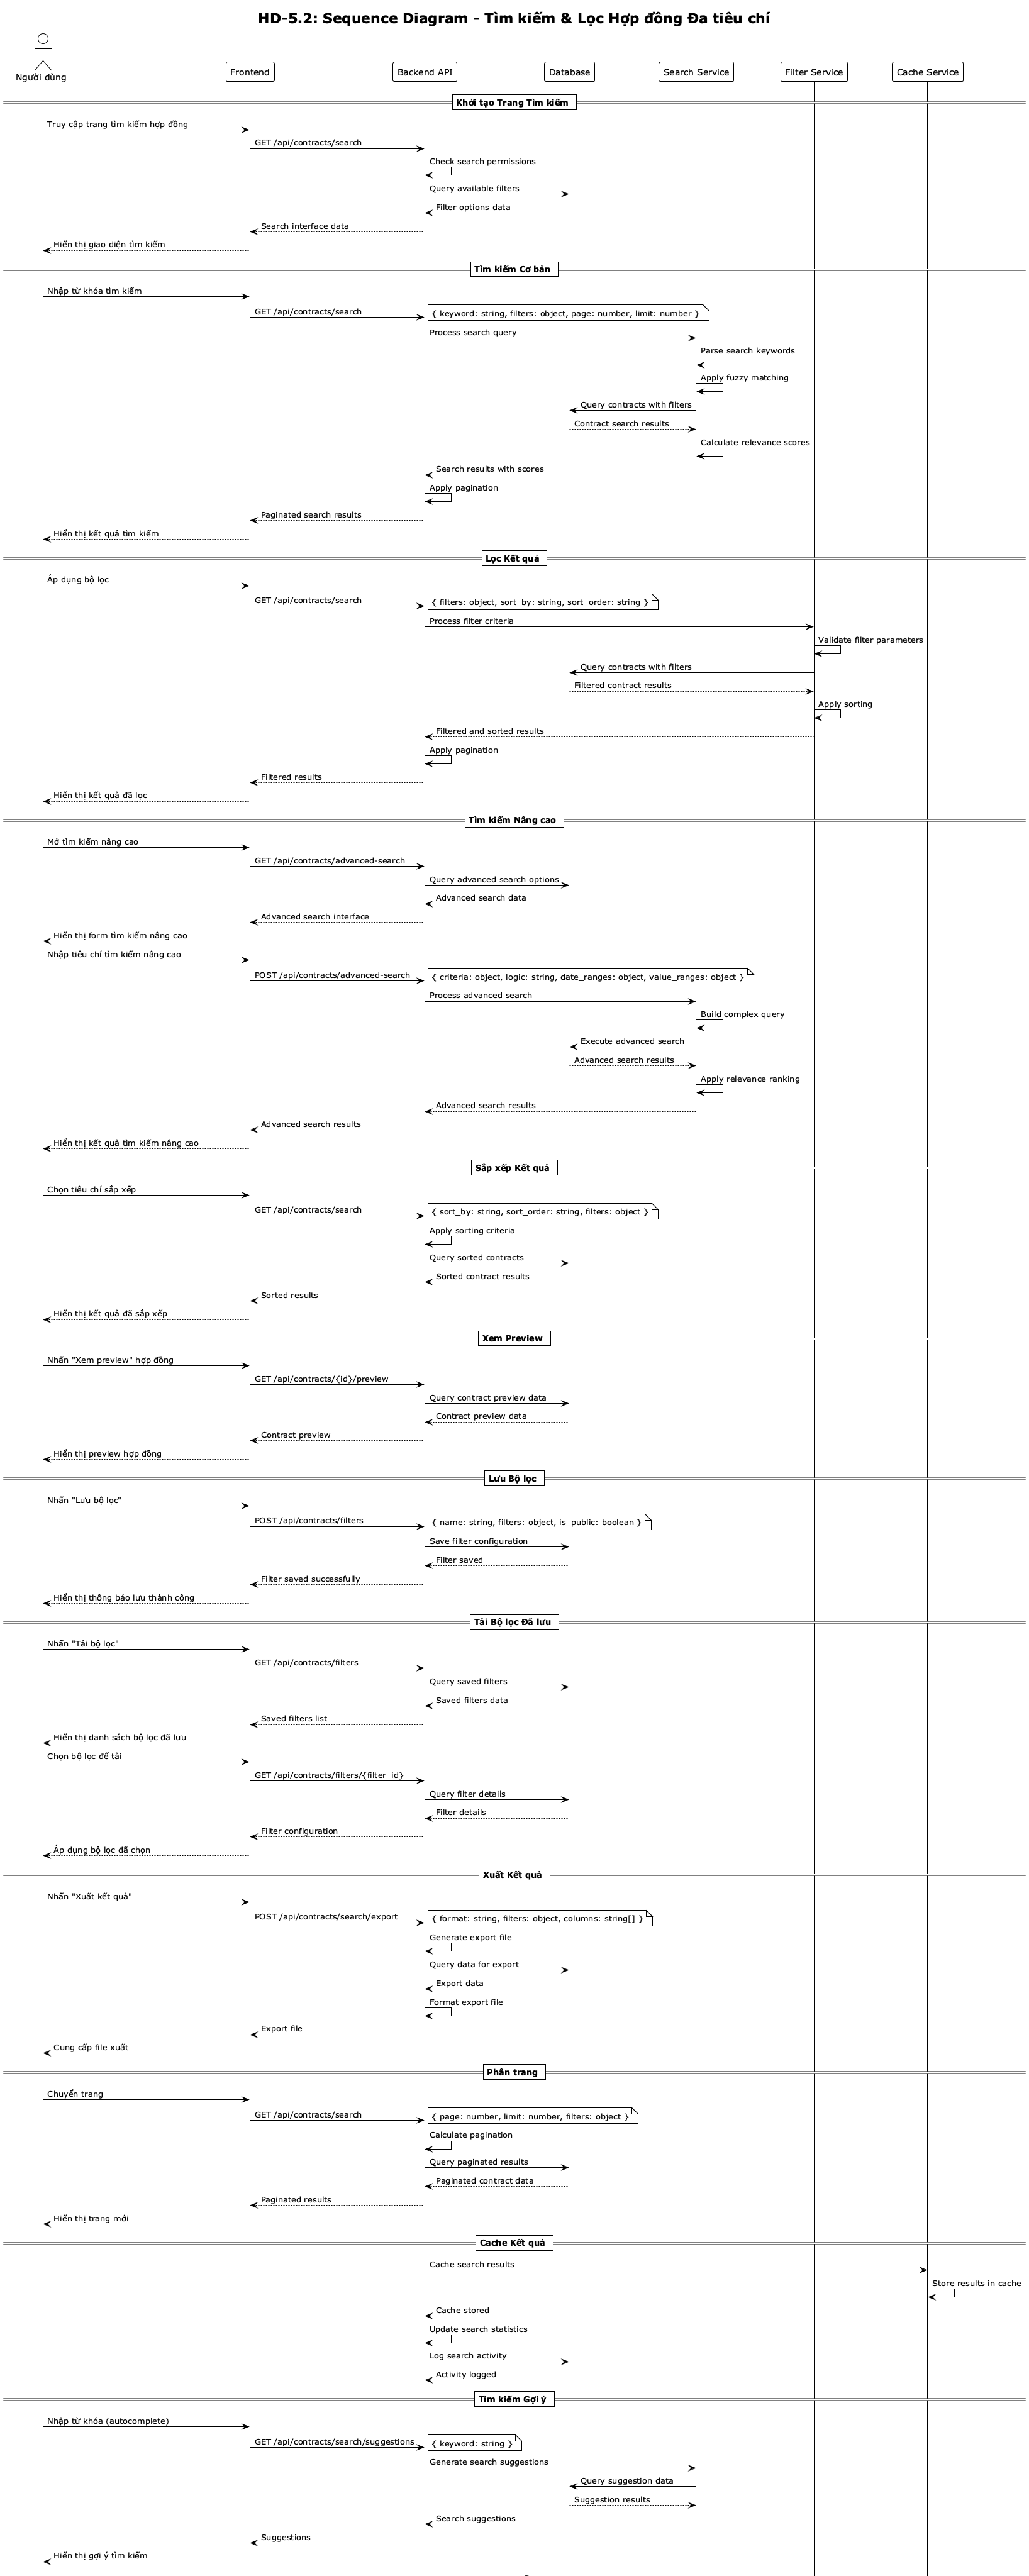 HD-5.2: Sequence Diagram - Tìm kiếm & Lọc Hợp đồng Đa tiêu chí
Người dùng
Frontend
Backend API
Database
Search Service
Filter Service
Cache Service
Khởi tạo Trang Tìm kiếm
Truy cập trang tìm kiếm hợp đồng
GET /api/contracts/search
Check search permissions
Query available filters
Filter options data
Search interface data
Hiển thị giao diện tìm kiếm
Tìm kiếm Cơ bản
Nhập từ khóa tìm kiếm
GET /api/contracts/search
{ keyword: string, filters: object, page: number, limit: number }
Process search query
Parse search keywords
Apply fuzzy matching
Query contracts with filters
Contract search results
Calculate relevance scores
Search results with scores
Apply pagination
Paginated search results
Hiển thị kết quả tìm kiếm
Lọc Kết quả
Áp dụng bộ lọc
GET /api/contracts/search
{ filters: object, sort_by: string, sort_order: string }
Process filter criteria
Validate filter parameters
Query contracts with filters
Filtered contract results
Apply sorting
Filtered and sorted results
Apply pagination
Filtered results
Hiển thị kết quả đã lọc
Tìm kiếm Nâng cao
Mở tìm kiếm nâng cao
GET /api/contracts/advanced-search
Query advanced search options
Advanced search data
Advanced search interface
Hiển thị form tìm kiếm nâng cao
Nhập tiêu chí tìm kiếm nâng cao
POST /api/contracts/advanced-search
{ criteria: object, logic: string, date_ranges: object, value_ranges: object }
Process advanced search
Build complex query
Execute advanced search
Advanced search results
Apply relevance ranking
Advanced search results
Advanced search results
Hiển thị kết quả tìm kiếm nâng cao
Sắp xếp Kết quả
Chọn tiêu chí sắp xếp
GET /api/contracts/search
{ sort_by: string, sort_order: string, filters: object }
Apply sorting criteria
Query sorted contracts
Sorted contract results
Sorted results
Hiển thị kết quả đã sắp xếp
Xem Preview
Nhấn "Xem preview" hợp đồng
GET /api/contracts/{id}/preview
Query contract preview data
Contract preview data
Contract preview
Hiển thị preview hợp đồng
Lưu Bộ lọc
Nhấn "Lưu bộ lọc"
POST /api/contracts/filters
{ name: string, filters: object, is_public: boolean }
Save filter configuration
Filter saved
Filter saved successfully
Hiển thị thông báo lưu thành công
Tải Bộ lọc Đã lưu
Nhấn "Tải bộ lọc"
GET /api/contracts/filters
Query saved filters
Saved filters data
Saved filters list
Hiển thị danh sách bộ lọc đã lưu
Chọn bộ lọc để tải
GET /api/contracts/filters/{filter_id}
Query filter details
Filter details
Filter configuration
Áp dụng bộ lọc đã chọn
Xuất Kết quả
Nhấn "Xuất kết quả"
POST /api/contracts/search/export
{ format: string, filters: object, columns: string[] }
Generate export file
Query data for export
Export data
Format export file
Export file
Cung cấp file xuất
Phân trang
Chuyển trang
GET /api/contracts/search
{ page: number, limit: number, filters: object }
Calculate pagination
Query paginated results
Paginated contract data
Paginated results
Hiển thị trang mới
Cache Kết quả
Cache search results
Store results in cache
Cache stored
Update search statistics
Log search activity
Activity logged
Tìm kiếm Gợi ý
Nhập từ khóa (autocomplete)
GET /api/contracts/search/suggestions
{ keyword: string }
Generate search suggestions
Query suggestion data
Suggestion results
Search suggestions
Suggestions
Hiển thị gợi ý tìm kiếm